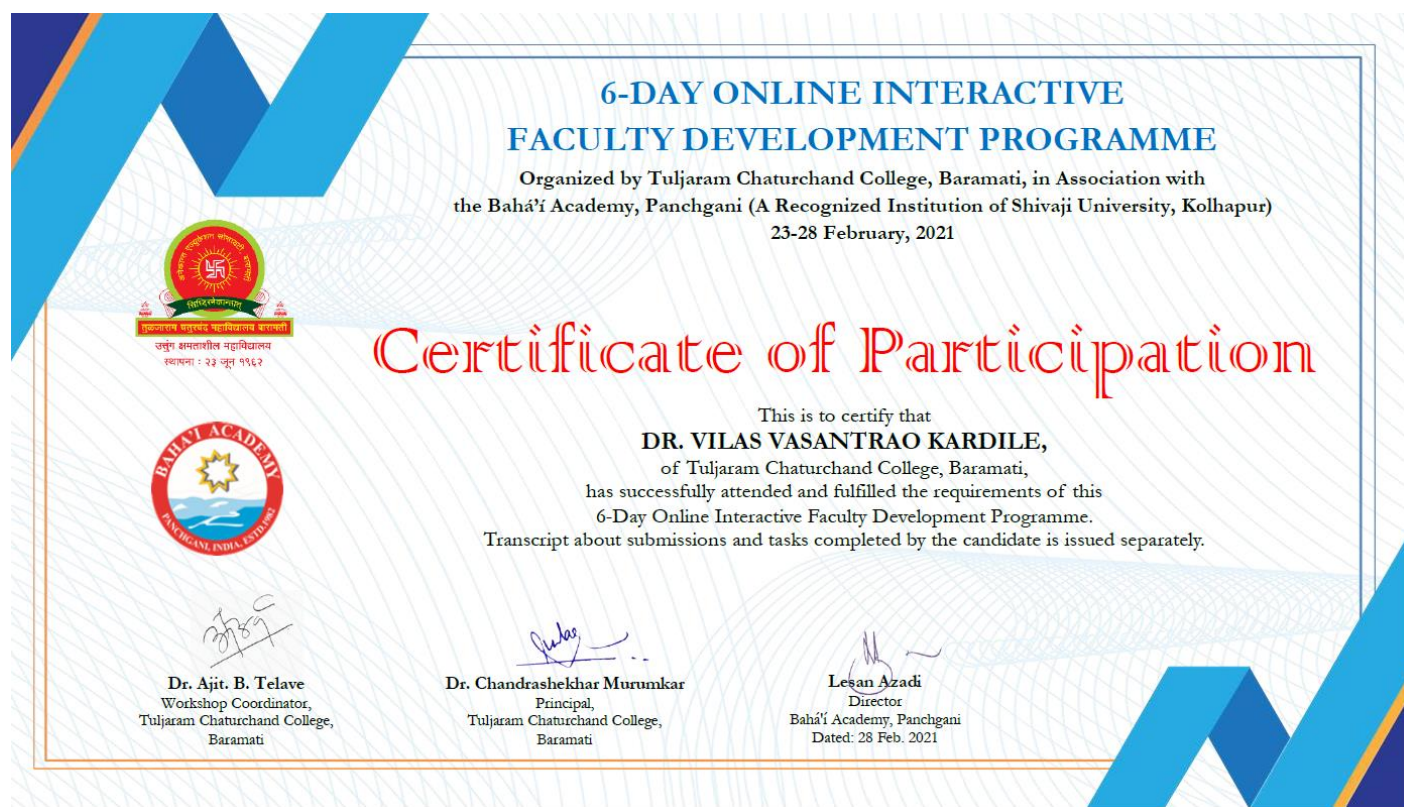 6-DAY ONLINE INTERACTIVE
FACULTY DEVELOPMENT PROGRAMME
Organized by Tuljaram Chaturchand College, Baramati, in Association with
the Bahá’í Academy, Panchgani (A Recognized Institution of Shivaji University, Kolhapur)
23-28 February, 2021
तुळजाराम चतुरचंद महाविद्यालय बारामती
उत्तुंग क्षमताशील महाविद्यालय
स्थापना : २३ जून १९६२
Certificate of Participation
This is to certify that
DR. VILAS VASANTRAO KARDILE,
of Tuljaram Chaturchand College, Baramati,
has successfully attended and fulfilled the requirements of this
6-Day Online Interactive Faculty Development Programme.
Transcript about submissions and tasks completed by the candidate is issued separately.
BAHA'I ACADEMY
PANCHGANI, INDIA, ESTD.1982
Dr. Ajit. B. Telave
Workshop Coordinator,
Tuljaram Chaturchand College,
Baramati
Dr. Chandrashekhar Murumkar
Principal,
Tuljaram Chaturchand College,
Baramati
Lesan Azadi
Director
Bahá'í Academy, Panchgani
Dated: 28 Feb. 2021